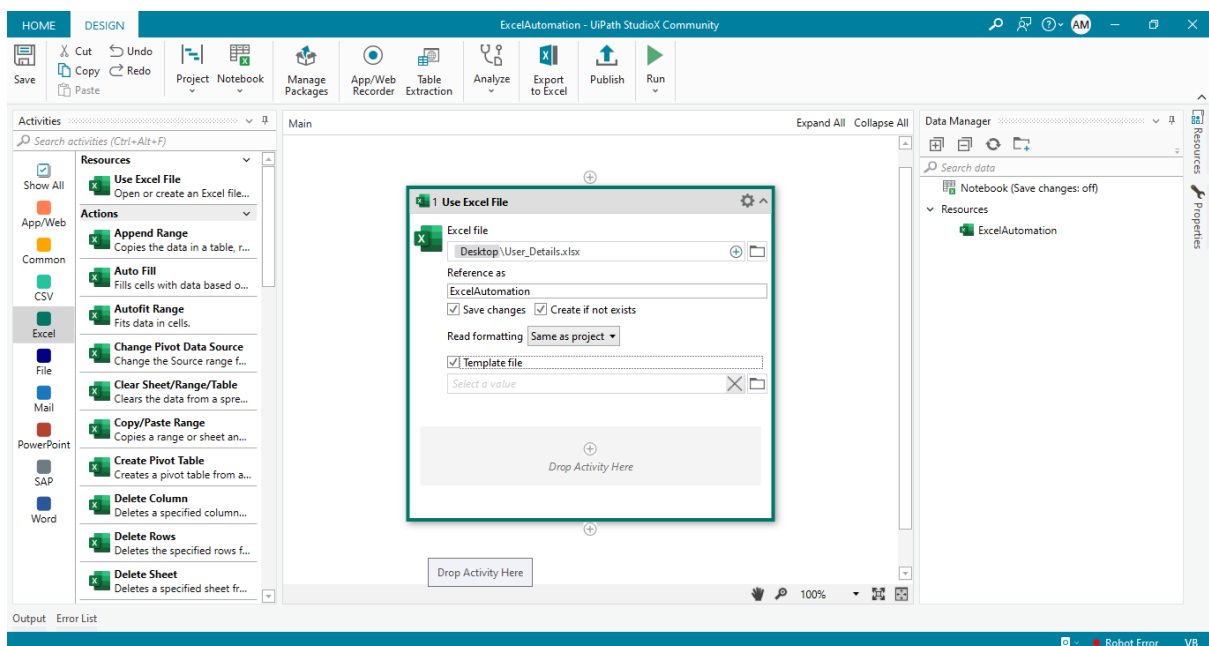 HOME DESIGN ExcelAutomation - UiPath StudioX Community AM
Save Cut Copy Paste Undo Redo Project Notebook Manage Packages App/Web Recorder Table Extraction Analyze Export to Excel Publish Run
Activities
Search activities (Ctrl+Alt+F)
Show All
App/Web
Common
CSV
Excel
File
Mail
PowerPoint
SAP
Word
Resources
Use Excel File
Open or create an Excel file...
Actions
Append Range
Copies the data in a table, r...
Auto Fill
Fills cells with data based o...
Autofit Range
Fits data in cells.
Change Pivot Data Source
Change the Source range f...
Clear Sheet/Range/Table
Clears the data from a spre...
Copy/Paste Range
Copies a range or sheet an...
Create Pivot Table
Creates a pivot table from a...
Delete Column
Deletes a specified column...
Delete Rows
Deletes the specified rows f...
Delete Sheet
Deletes a specified sheet fr...
Main Expand All Collapse All
1 Use Excel File
Excel file
Desktop\User_Details.xlsx
Reference as
ExcelAutomation
Save changes Create if not exists
Read formatting Same as project
Template file
Select a value
Drop Activity Here
Drop Activity Here
100%
Data Manager
Search data
Notebook (Save changes: off)
Resources
ExcelAutomation
Resources
Properties
Output Error List
Robot Error VB